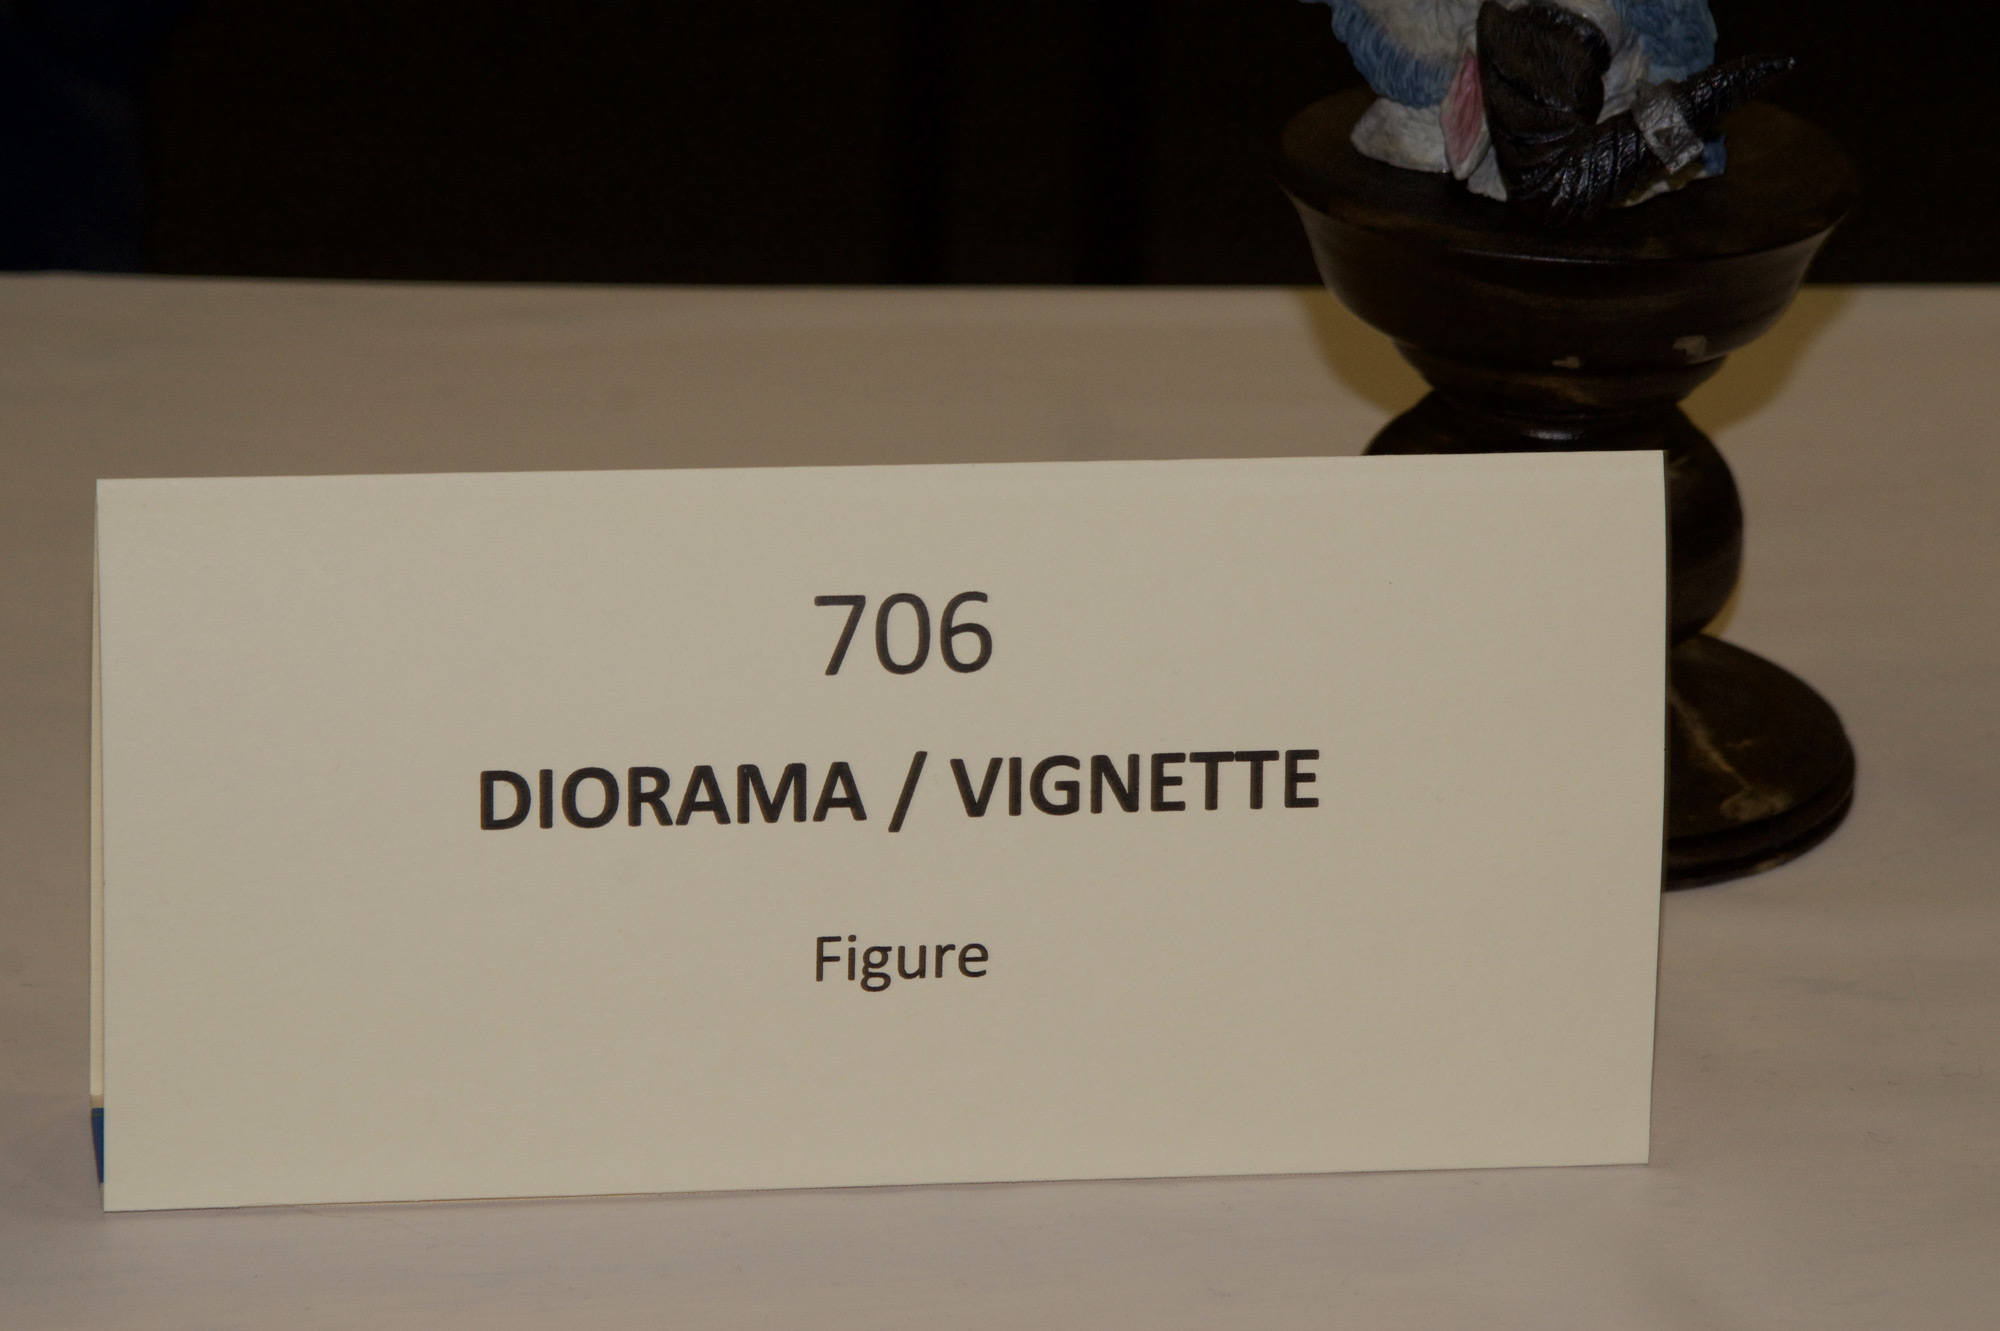 706
DIORAMA / VIGNETTE
Figure